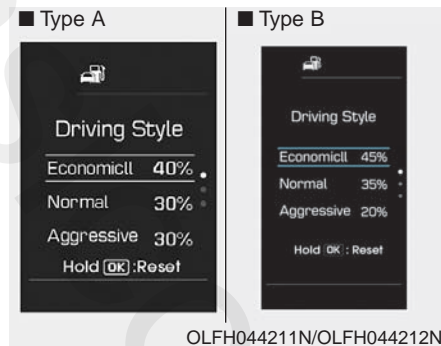 ■ Type A
Driving Style
Economicll 40%
Normal 30%
Aggressive 30%
Hold OK :Reset
■ Type B
Driving Style
Economicll 45%
Normal 35%
Aggressive 20%
Hold OK : Reset
OLFH044211N/OLFH044212N